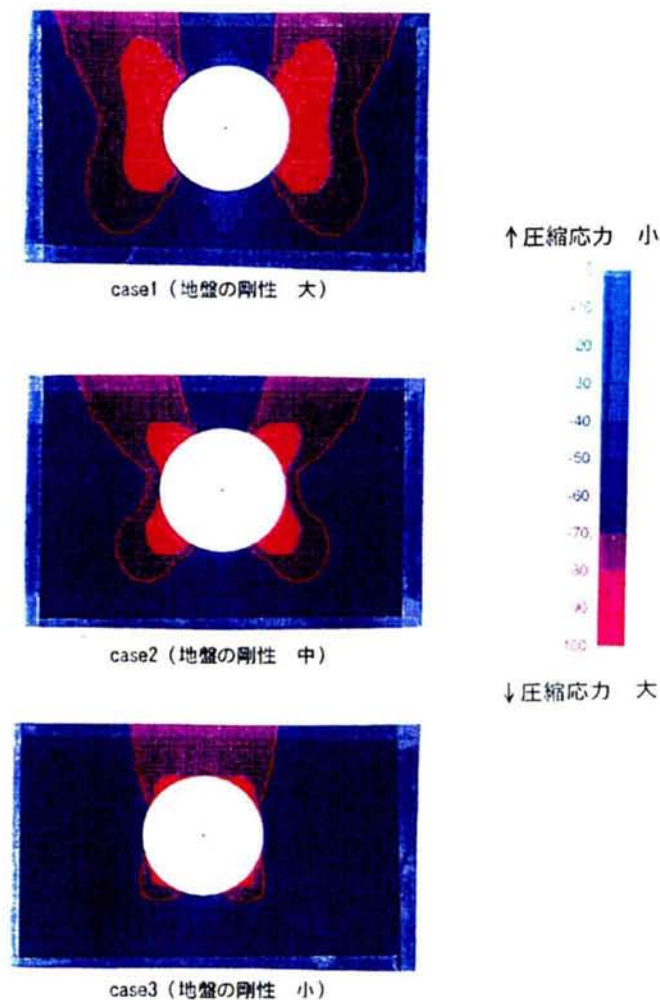 case1（地盤の剛性　大）
↑圧縮応力　小
20
30
-40
-50
-60
-70
-80
90
100
↓圧縮応力　大
case2（地盤の剛性　中）
case3（地盤の剛性　小）